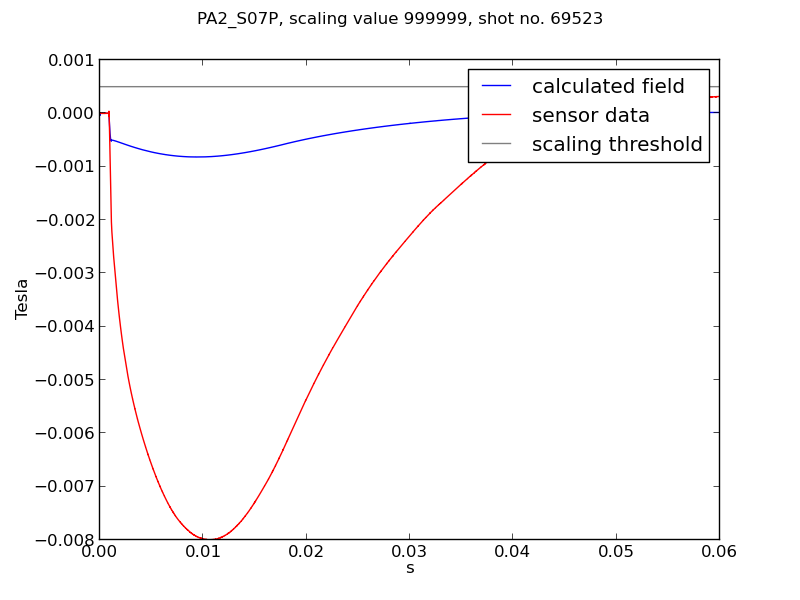 PA2_S07P, scaling value 999999, shot no. 69523
0.001
0.000
−0.001
−0.002
−0.003
−0.004
−0.005
−0.006
−0.007
−0.008
Tesla
calculated field
sensor data
scaling threshold
0.00 0.01 0.02 0.03 0.04 0.05 0.06
s